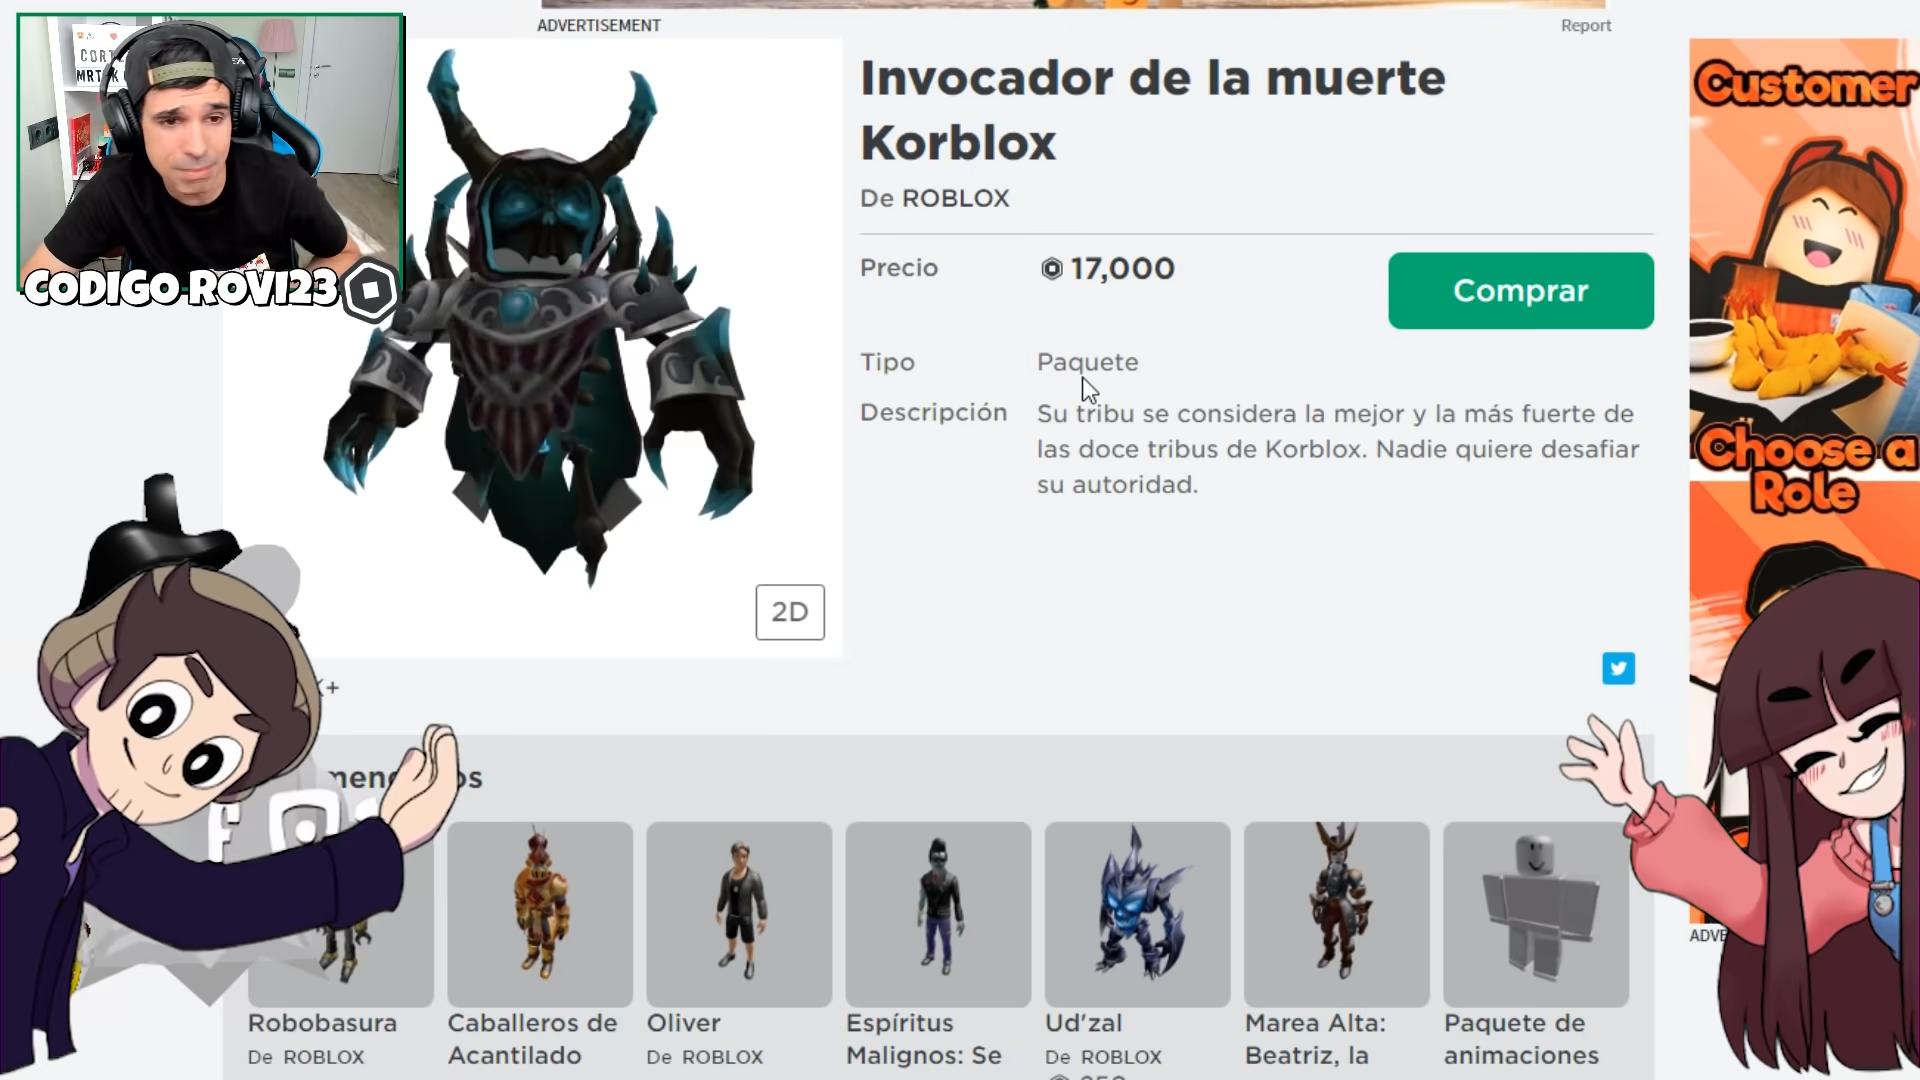 ADVERTISEMENT
Report
Invocador de la muerte
Korblox
De ROBLOX
Precio
17,000
Comprar
Tipo
Paquete
Descripción
Su tribu se considera la mejor y la más fuerte de
las doce tribus de Korblox. Nadie quiere desafiar
su autoridad.
2D
CODIGO ROVI23
Customer
Choose a
Role
Robobasura
De ROBLOX
Caballeros de
Acantilado
Oliver
De ROBLOX
Espíritus
Malignos: Se
Ud'zal
De ROBLOX
Marea Alta:
Beatriz, la
Paquete de
animaciones